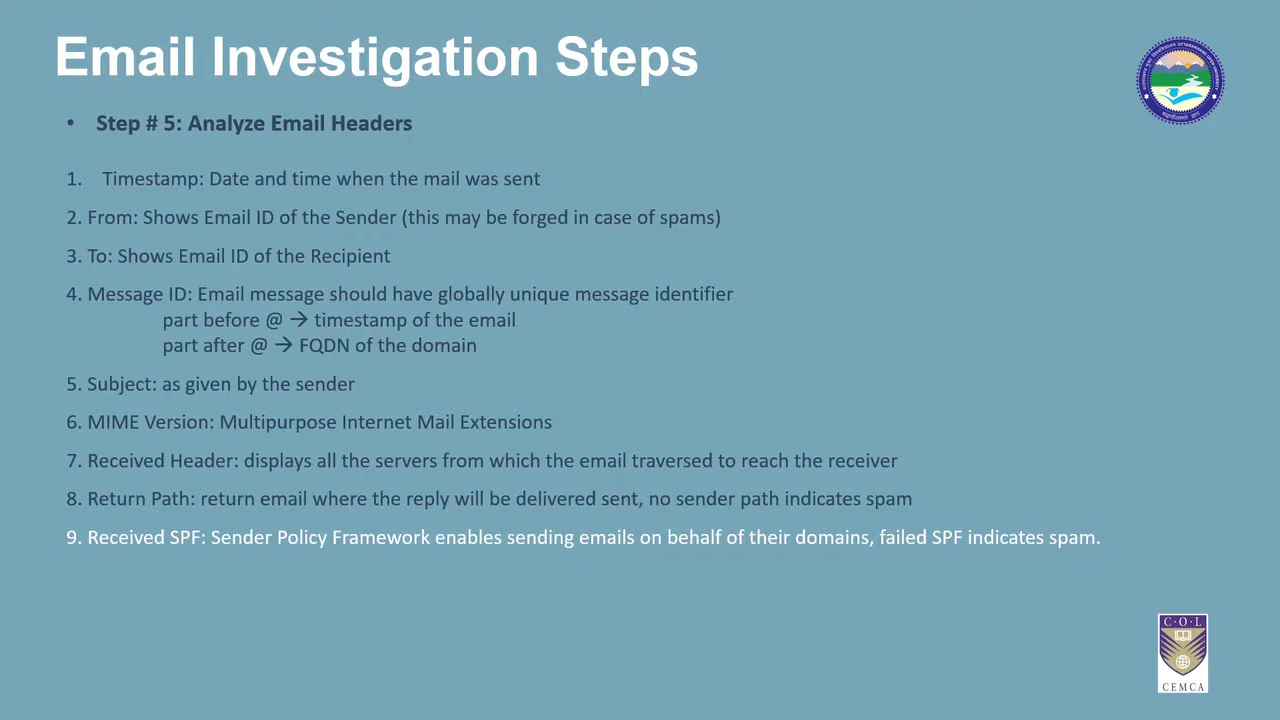 Email Investigation Steps
• Step # 5: Analyze Email Headers
1. Timestamp: Date and time when the mail was sent
2. From: Shows Email ID of the Sender (this may be forged in case of spams)
3. To: Shows Email ID of the Recipient
4. Message ID: Email message should have globally unique message identifier
part before @ → timestamp of the email
part after @ → FQDN of the domain
5. Subject: as given by the sender
6. MIME Version: Multipurpose Internet Mail Extensions
7. Received Header: displays all the servers from which the email traversed to reach the receiver
8. Return Path: return email where the reply will be delivered sent, no sender path indicates spam
9. Received SPF: Sender Policy Framework enables sending emails on behalf of their domains, failed SPF indicates spam.
C·O·L
CEMCA